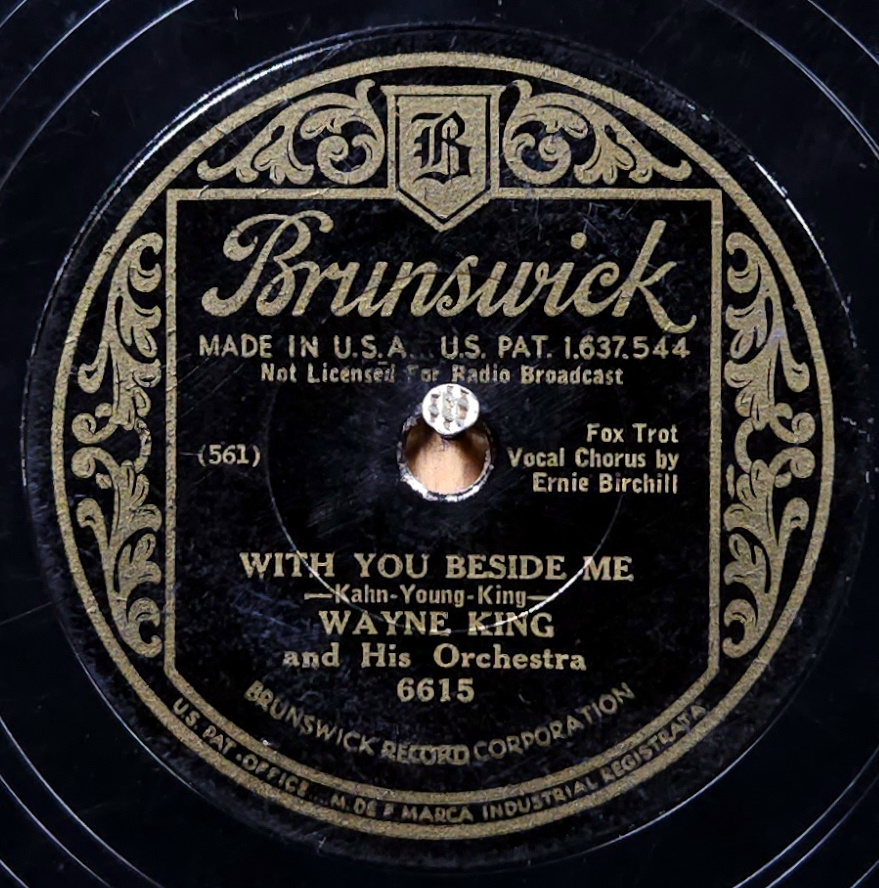 B
Brunswick
MADE IN U.S.A. U.S. PAT. 1.637.544
Not Licensed For Radio Broadcast
(561)
Fox Trot
Vocal Chorus by
Ernie Birchill
WITH YOU BESIDE ME
—Kahn-Young-King—
WAYNE KING
and His Orchestra
6615
BRUNSWICK RECORD CORPORATION
U.S. PAT. OFFICE M. DE F. MARCA INDUSTRIAL REGISTRATA